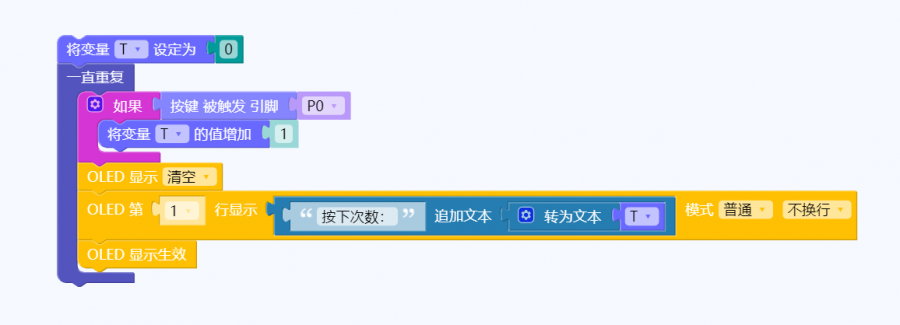 将变量 T 设定为 0
一直重复
如果 按键 被触发 引脚 P0
将变量 T 的值增加 1
OLED 显示 清空
OLED 第 1 行显示 “ 按下次数: ” 追加文本 转为文本 T 模式 普通 不换行
OLED 显示生效